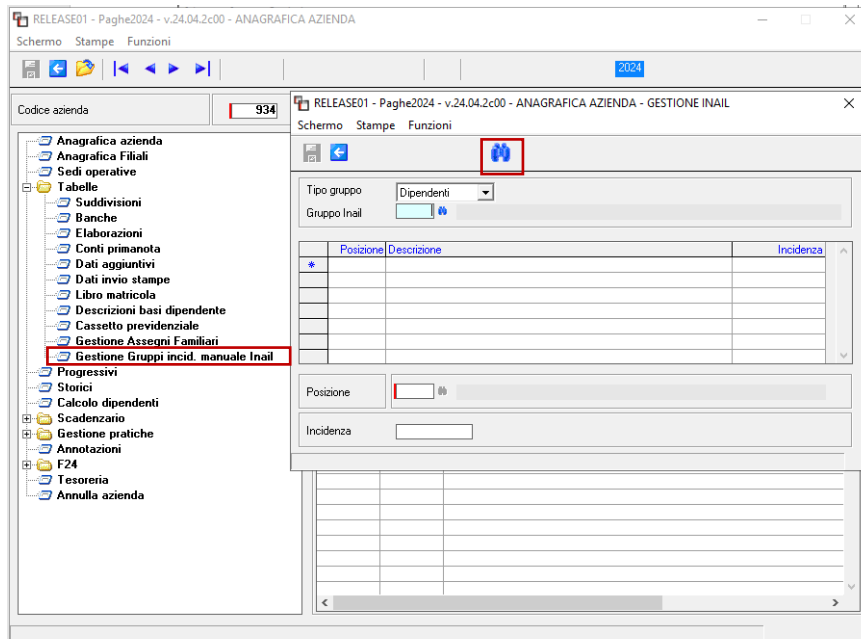 RELEASE01 - Paghe2024 - v.24.04.2c00 - ANAGRAFICA AZIENDA
Schermo Stampe Funzioni
2024
Codice azienda
934
Anagrafica azienda
Anagrafica Filiali
Sedi operative
Tabelle
Suddivisioni
Banche
Elaborazioni
Conti primanota
Dati aggiuntivi
Dati invio stampe
Libro matricola
Descrizioni basi dipendente
Cassetto previdenziale
Gestione Assegni Familiari
Gestione Gruppi incid. manuale Inail
Progressivi
Storici
Calcolo dipendenti
Scadenzario
Gestione pratiche
Annotazioni
F24
Tesoreria
Annulla azienda
RELEASE01 - Paghe2024 - v.24.04.2c00 - ANAGRAFICA AZIENDA - GESTIONE INAIL
Schermo Stampe Funzioni
Tipo gruppo Dipendenti
Gruppo Inail
Posizione Descrizione Incidenza
*
Posizione
Incidenza